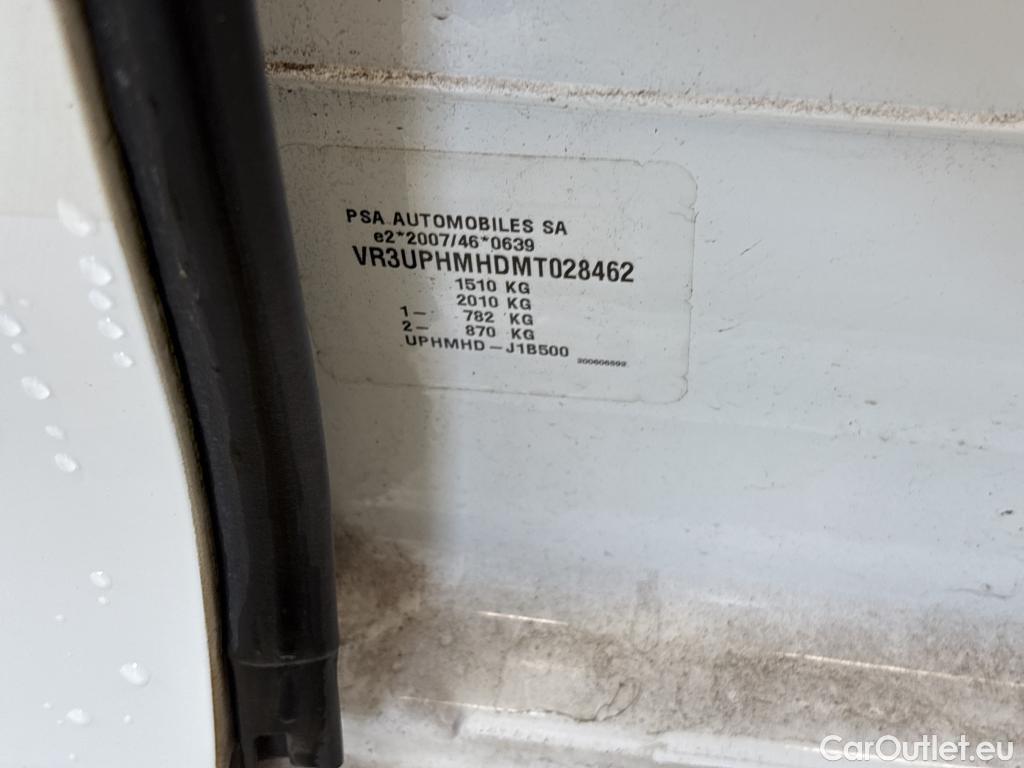 PSA AUTOMOBILES SA
e2*2007/46*0639
VR3UPHMHDMT028462
1510 KG
2010 KG
1- 782 KG
2- 870 KG
UPHMHD-J1B500
200606592
CarOutlet.eu